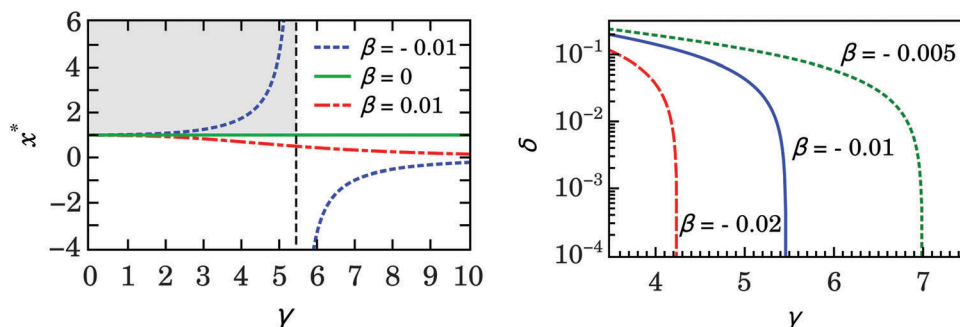 6
4
2
0
−2
−4
x*
0 1 2 3 4 5 6 7 8 9 10
γ
β = - 0.01
β = 0
β = 0.01
10⁻¹
10⁻²
10⁻³
10⁻⁴
δ
4 5 6 7
γ
β = - 0.005
β = - 0.01
β = - 0.02